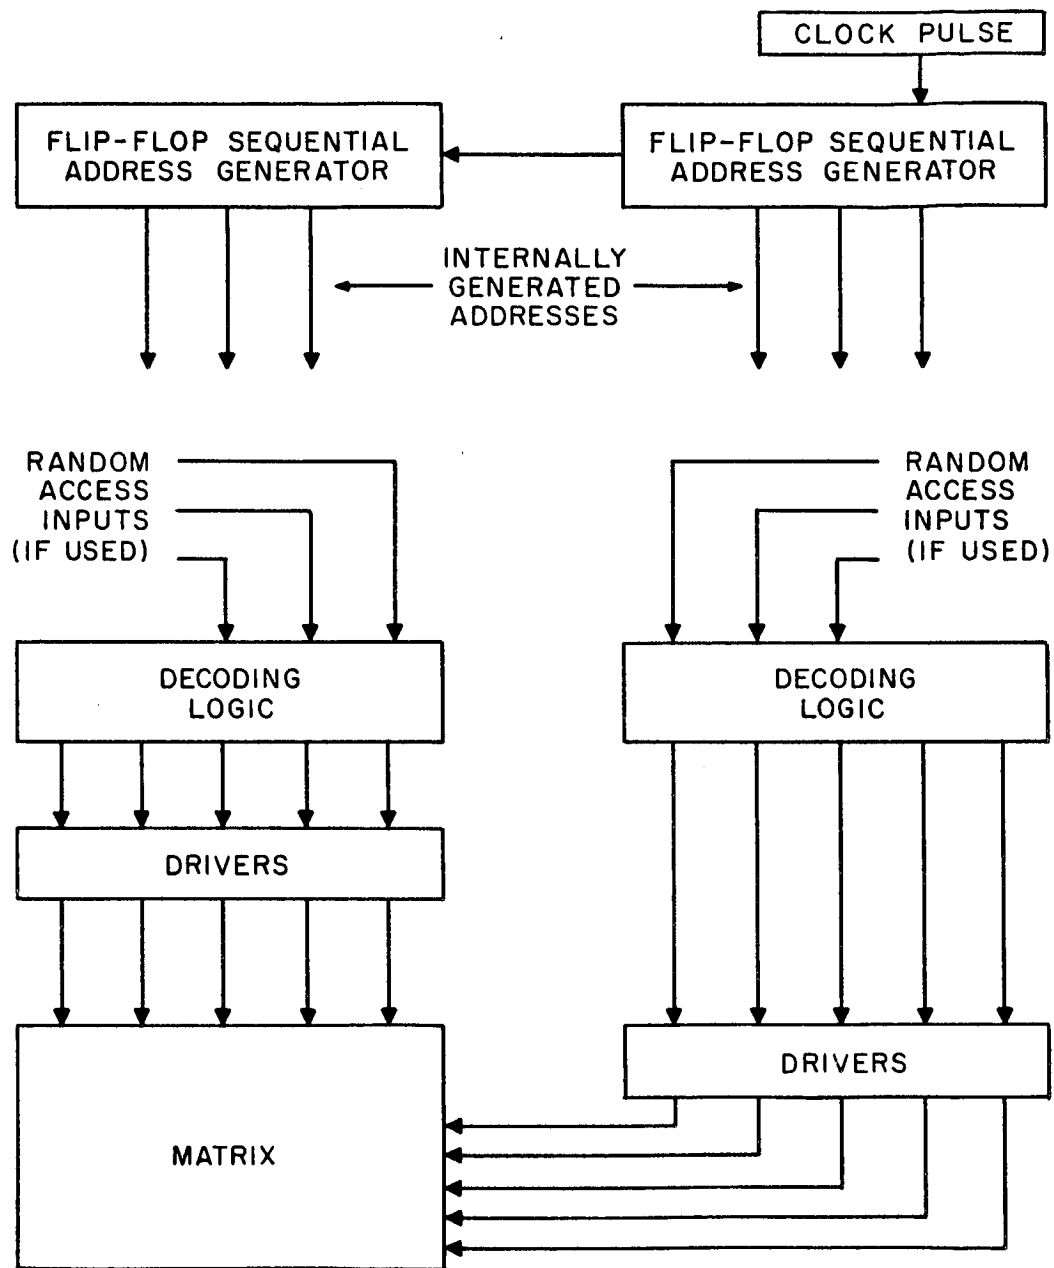 CLOCK PULSE
FLIP-FLOP SEQUENTIAL
ADDRESS GENERATOR
FLIP-FLOP SEQUENTIAL
ADDRESS GENERATOR
INTERNALLY
GENERATED
ADDRESSES
RANDOM
ACCESS
INPUTS
(IF USED)
RANDOM
ACCESS
INPUTS
(IF USED)
DECODING
LOGIC
DECODING
LOGIC
DRIVERS
DRIVERS
MATRIX